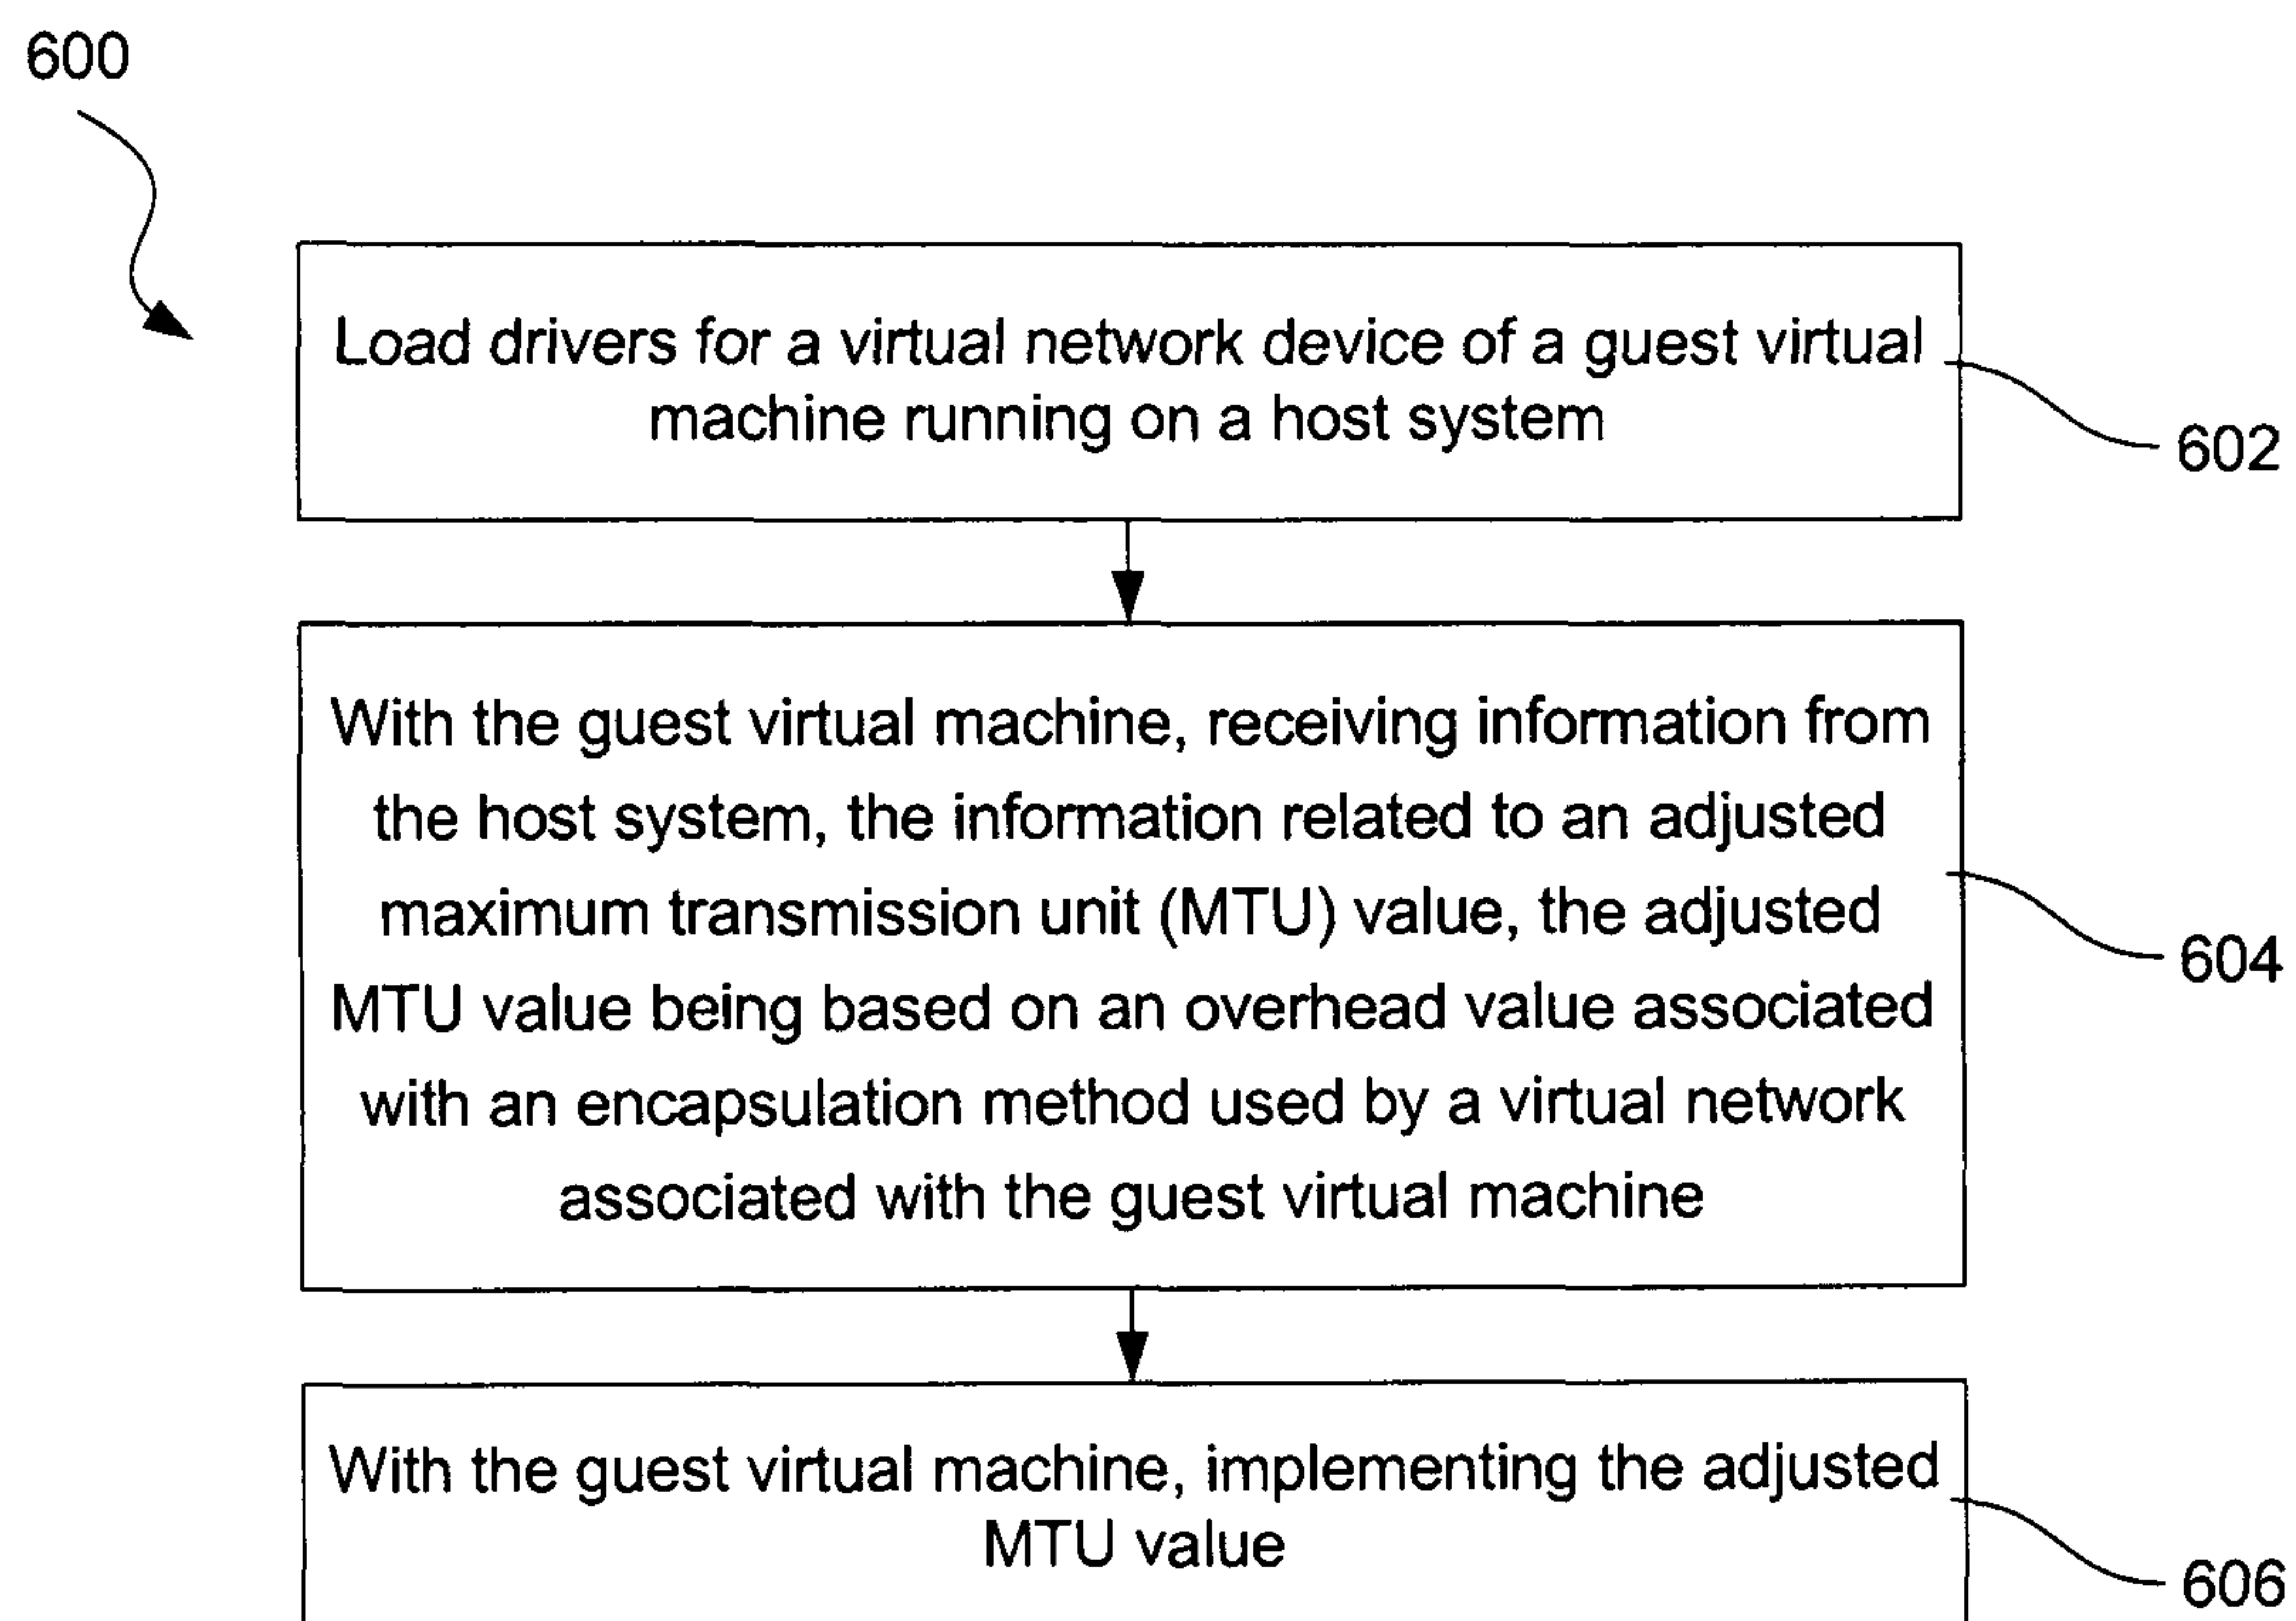 600
Load drivers for a virtual network device of a guest virtual
machine running on a host system
602
With the guest virtual machine, receiving information from
the host system, the information related to an adjusted
maximum transmission unit (MTU) value, the adjusted
MTU value being based on an overhead value associated
with an encapsulation method used by a virtual network
associated with the guest virtual machine
604
With the guest virtual machine, implementing the adjusted
MTU value
606